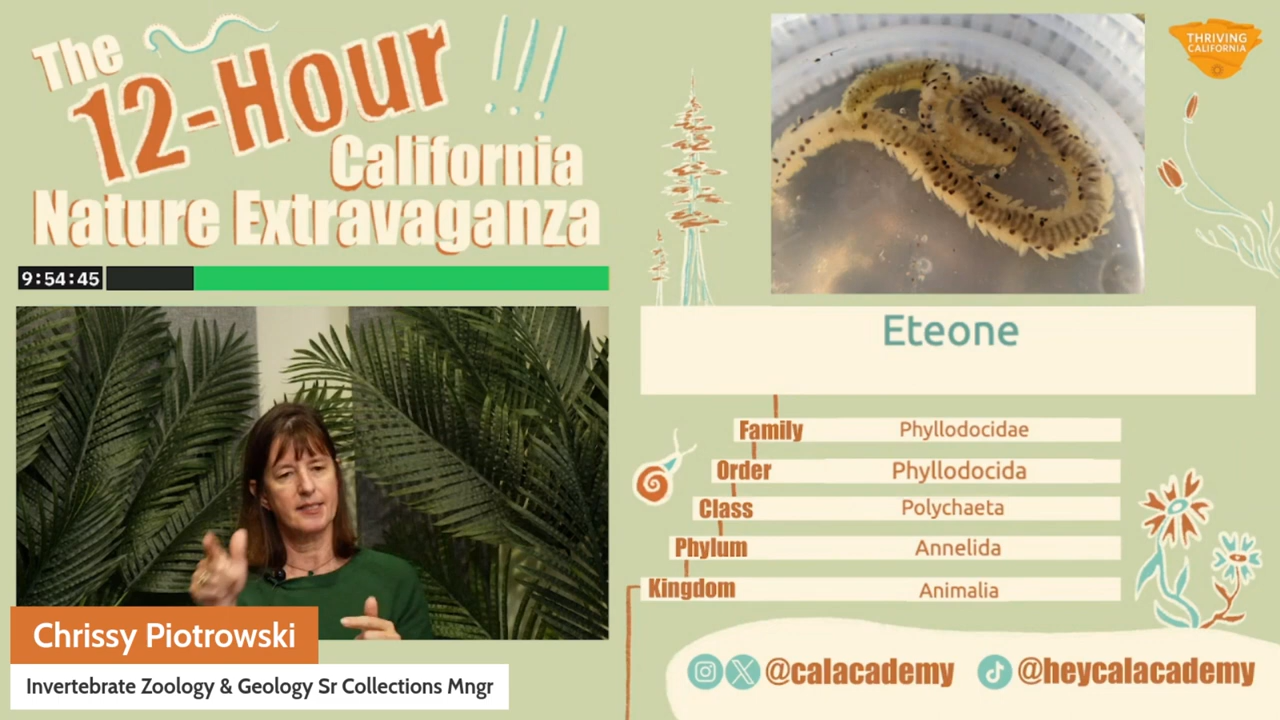 The
12-Hour!!!
California
Nature Extravaganza
9:54:45
THRIVING
CALIFORNIA
Eteone
Family Phyllodocidae
Order Phyllodocida
Class Polychaeta
Phylum Annelida
Kingdom Animalia
Chrissy Piotrowski
Invertebrate Zoology & Geology Sr Collections Mngr
@calacademy @heycalacademy